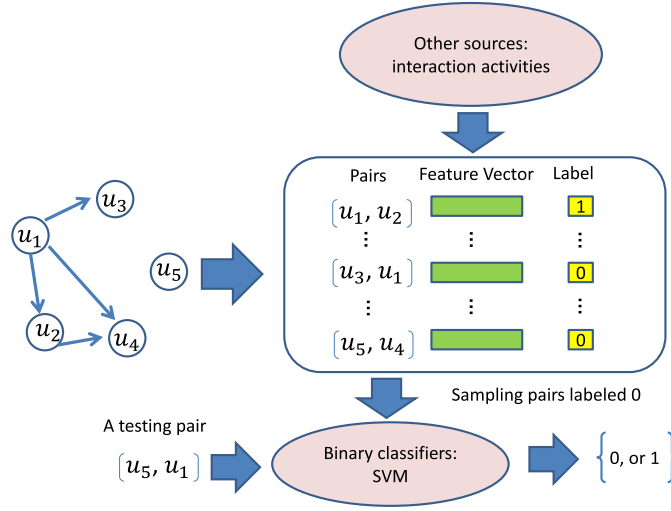 Other sources:
interaction activities
Pairs Feature Vector Label
[u1, u2] 1
⋮ ⋮ ⋮
[u3, u1] 0
⋮ ⋮ ⋮
[u5, u4] 0
u3
u1
u5
u2
u4
Sampling pairs labeled 0
A testing pair
[u5, u1]
Binary classifiers:
SVM
{0, or 1